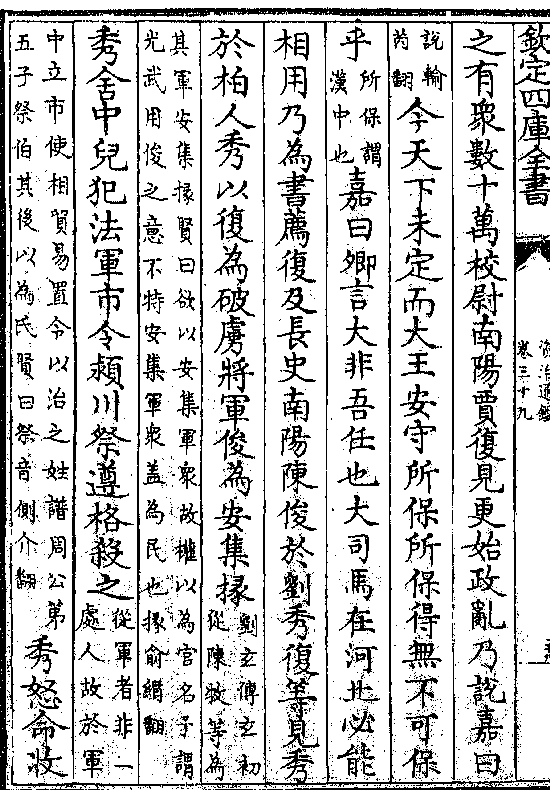 欽定四庫全書
資治通鑑
卷三十九
之有衆數十萬校尉南陽賈復見更始政亂乃說嘉曰
說輸
芮翻
今天下未定而大王安守所保所保得無不可保
乎
所保謂
漢中也
嘉曰卿言大非吾任也大司馬在河北必能
相用乃為書薦復及長史南陽陳俊於劉秀復等見秀
於柏人秀以復為破虜將軍俊為安集掾
劉玄傳玄初
從陳牧等為
其軍安集掾賢曰欲以安集軍衆故權以為官名予謂
光武用俊之意不特安集軍衆盖為民也掾俞絹翻
秀舍中兒犯法軍市令潁川祭遵格殺之
從軍者非一
處人故於軍
中立市使相貿易置令以治之姓譜周公第
五子祭伯其後以為氏賢曰祭音側介翻
秀怒命收